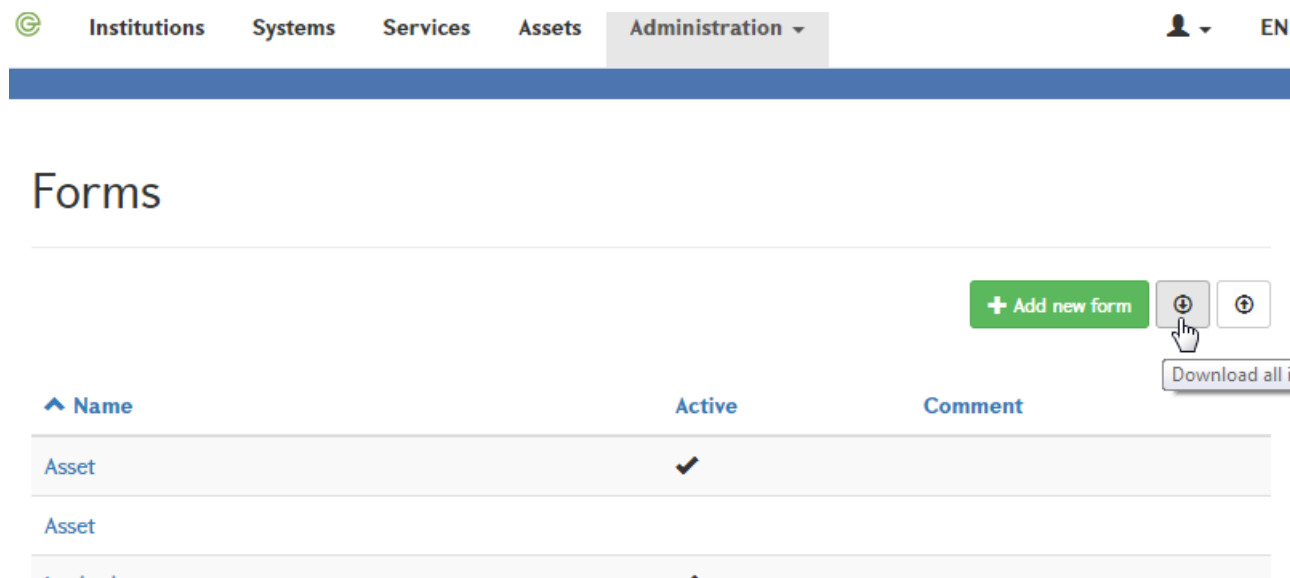 Institutions Systems Services Assets Administration EN
Forms
Add new form
Download all i
Name Active Comment
Asset
Asset